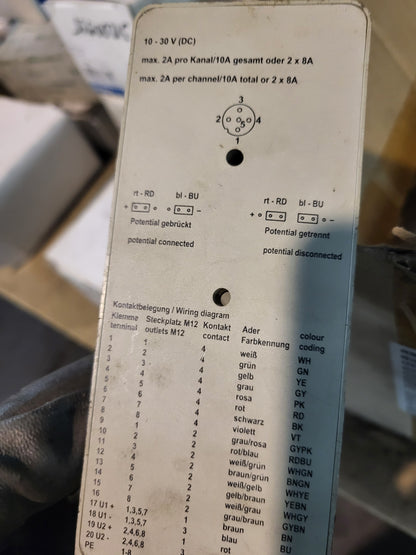 10 - 30 V (DC)
max. 2A pro Kanal/10A gesamt oder 2 x 8A
max. 2A per channel/10A total or 2 x 8A
3
2 5 4
1
rt - RD bl - BU
+ -
Potential gebrückt
potential connected
rt - RD bl - BU
+ -
Potential getrennt
potential disconnected
Kontaktbelegung / Wiring diagram
Klemme Steckplatz M12 Kontakt Ader colour
terminal outlets M12 contact Farbkennung coding
1 1 4 weiß WH
2 2 4 grün GN
3 3 4 gelb YE
4 4 4 grau GY
5 5 4 rosa PK
6 6 4 rot RD
7 7 4 schwarz BK
8 8 4 violett VT
9 1 2 grau/rosa GYPK
10 2 2 rot/blau RDBU
11 3 2 weiß/grün WHGN
12 4 2 braun/grün BNGN
13 5 2 weiß/gelb WHYE
14 6 2 gelb/braun YEBN
15 7 2 weiß/grau WHGY
16 8 2 grau/braun GYBN
17 U1 + 1,3,5,7 1 braun BN
18 U1 - 1,3,5,7 3 blau BU
19 U2 + 2,4,6,8 1 rot
20 U2 - 2,4,6,8
PE 1-8